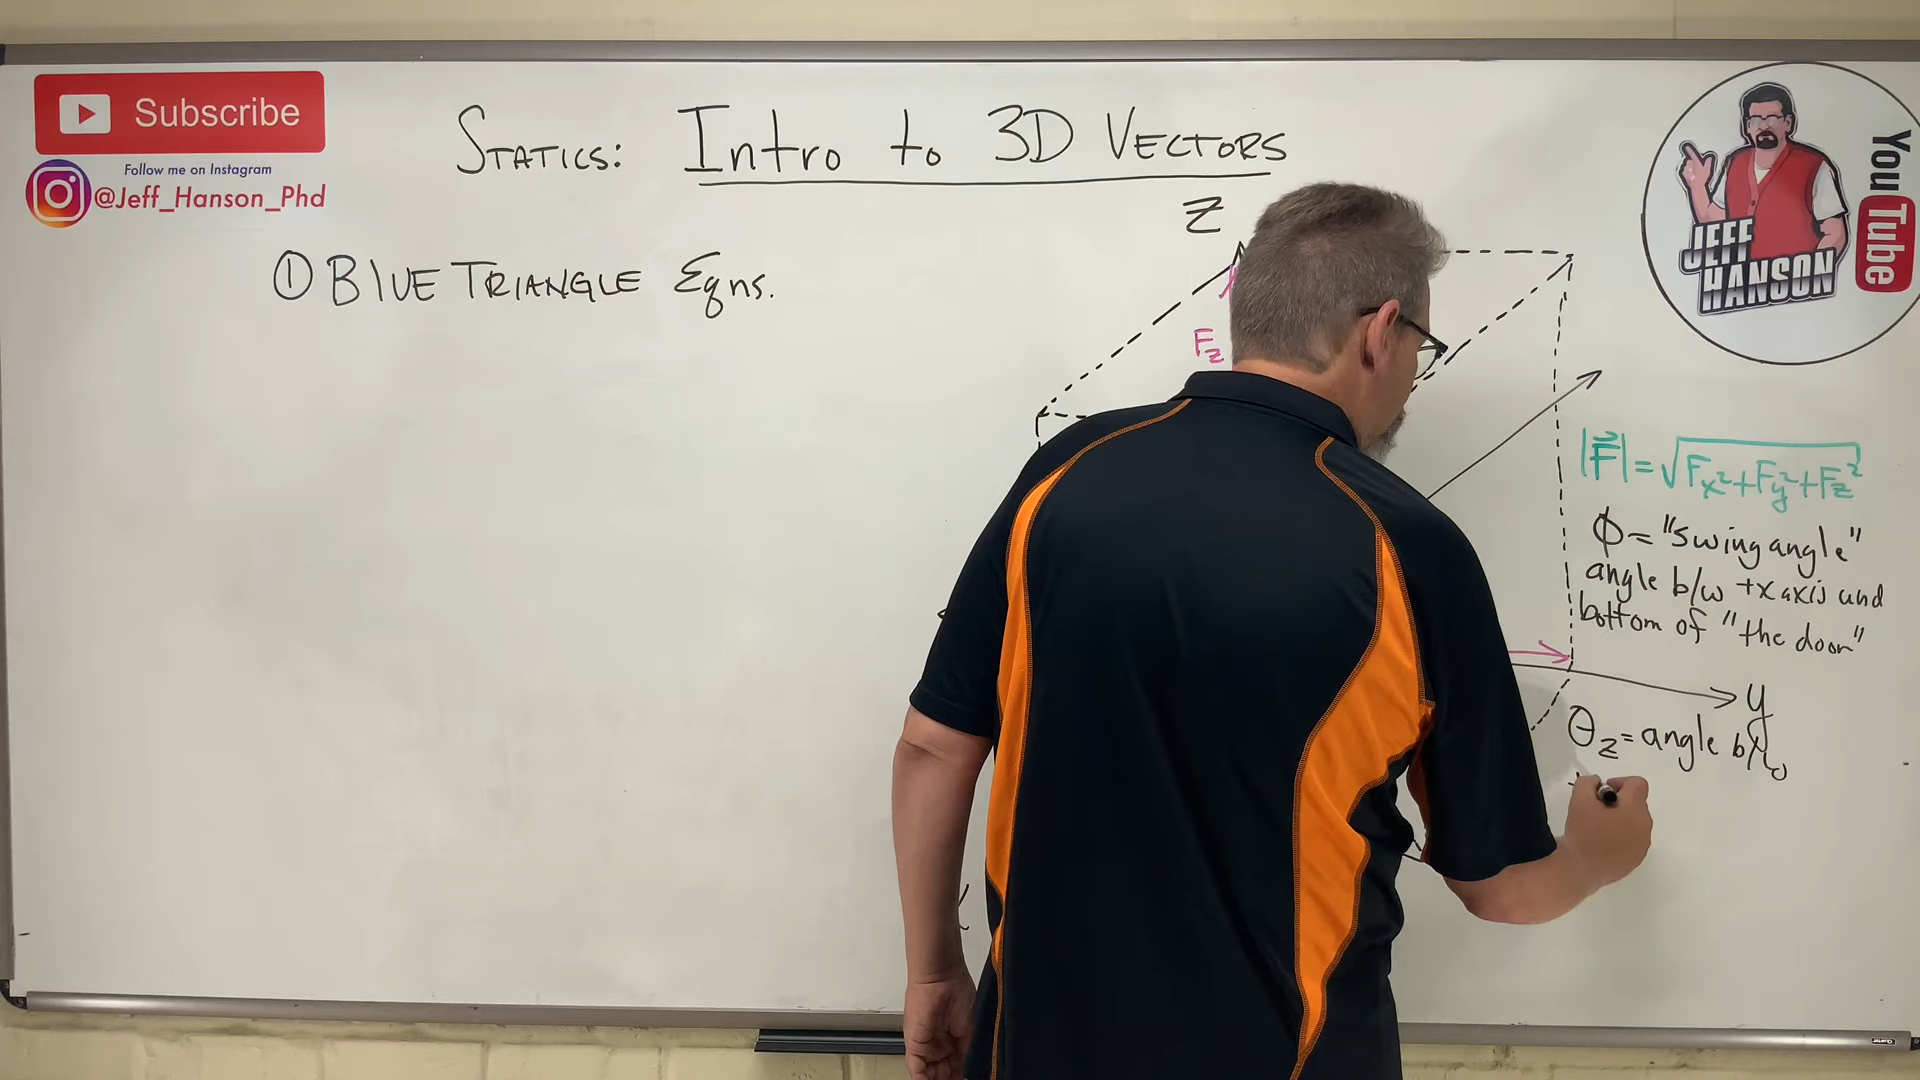 Subscribe
Follow me on Instagram
@Jeff_Hanson_Phd
STATICS: Intro to 3D VECTORS
① BLUE TRIANGLE Eqns.
Z
Fz
|F⃗| = √Fx²+Fy²+Fz²
ϕ = "swing angle"
angle b/w +x axis and
bottom of "the door"
y
θz = angle b/w
JEFF
HANSON
YouTube